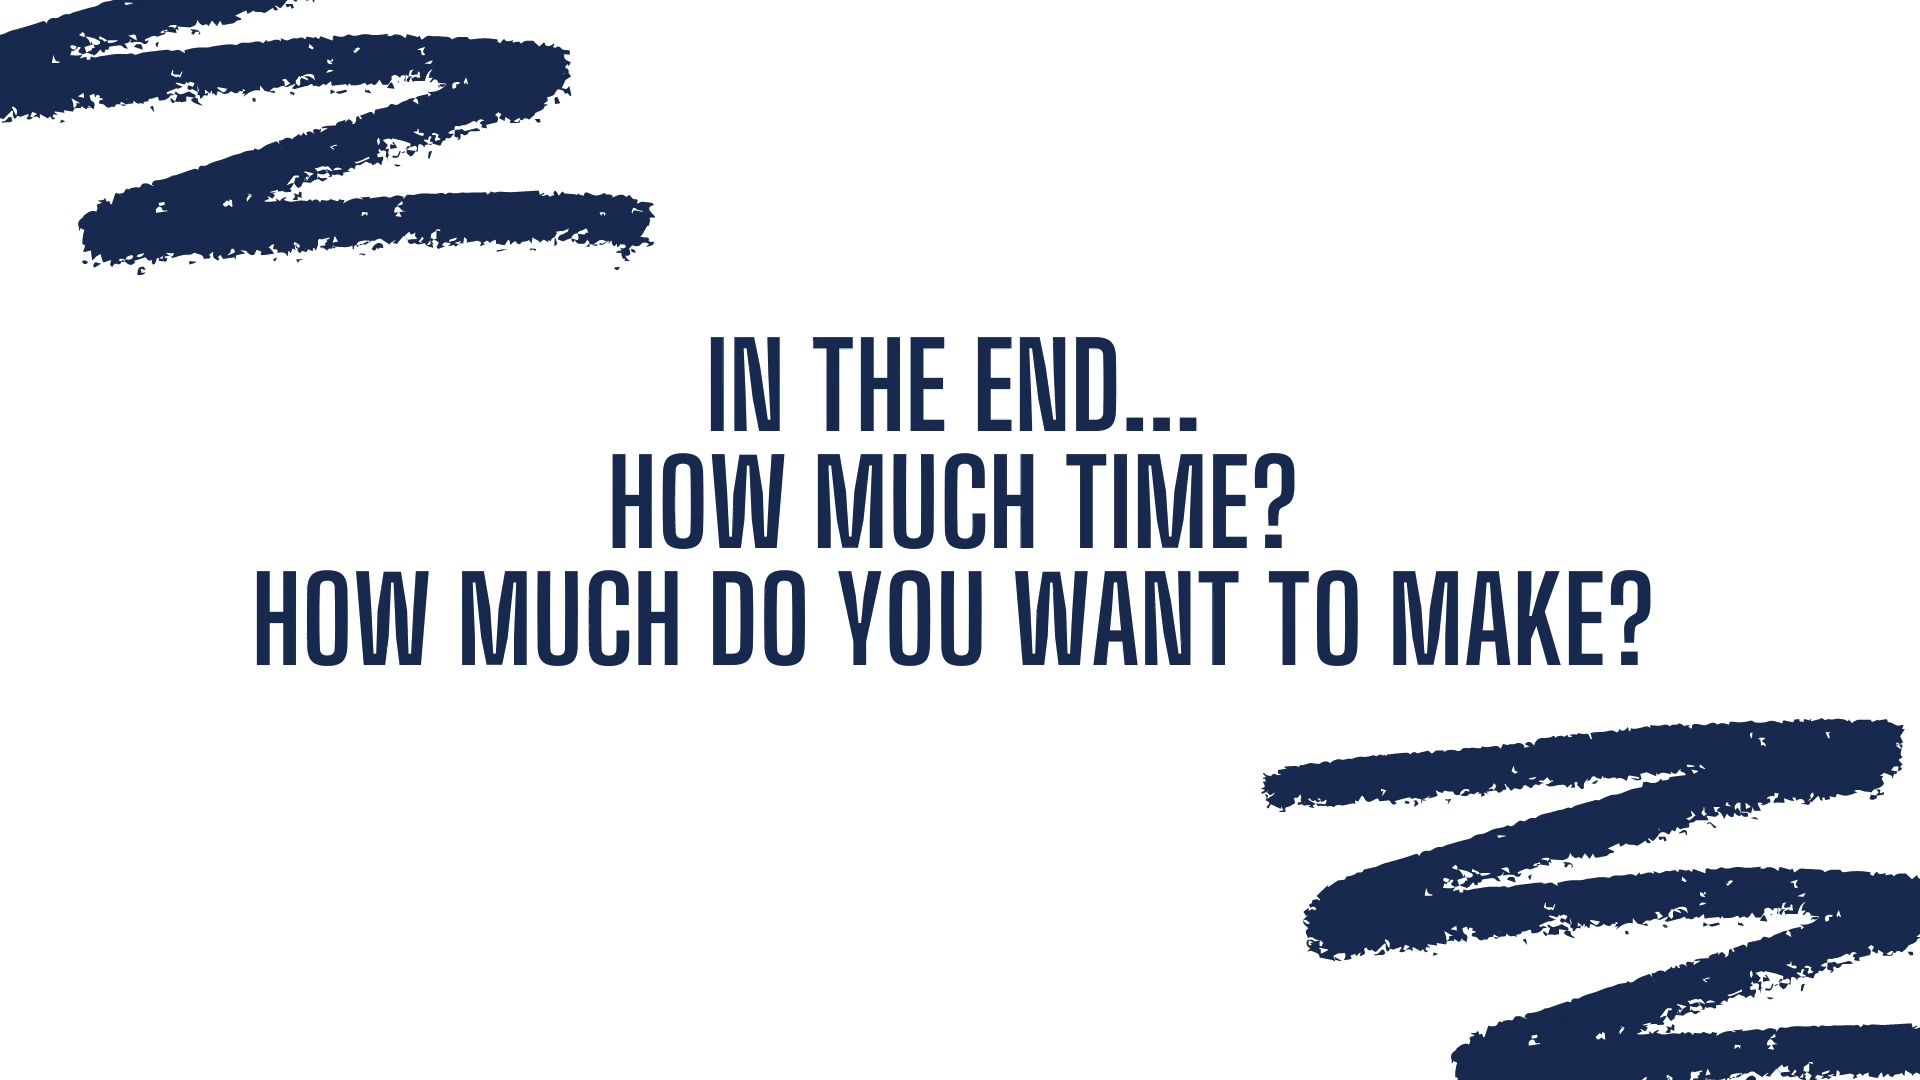 IN THE END...
HOW MUCH TIME?
HOW MUCH DO YOU WANT TO MAKE?